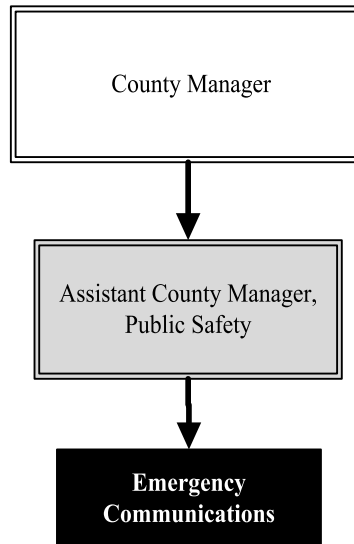 County Manager
Assistant County Manager,
Public Safety
Emergency
Communications